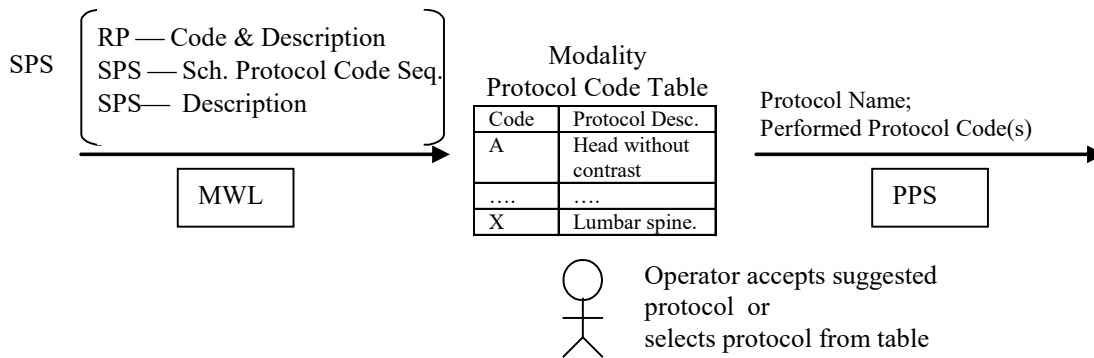 SPS
RP — Code & Description
SPS — Sch. Protocol Code Seq.
SPS— Description
MWL
Modality
Protocol Code Table
Code Protocol Desc.
A Head without
contrast
.... ....
X Lumbar spine.
Protocol Name;
Performed Protocol Code(s)
PPS
Operator accepts suggested
protocol or
selects protocol from table